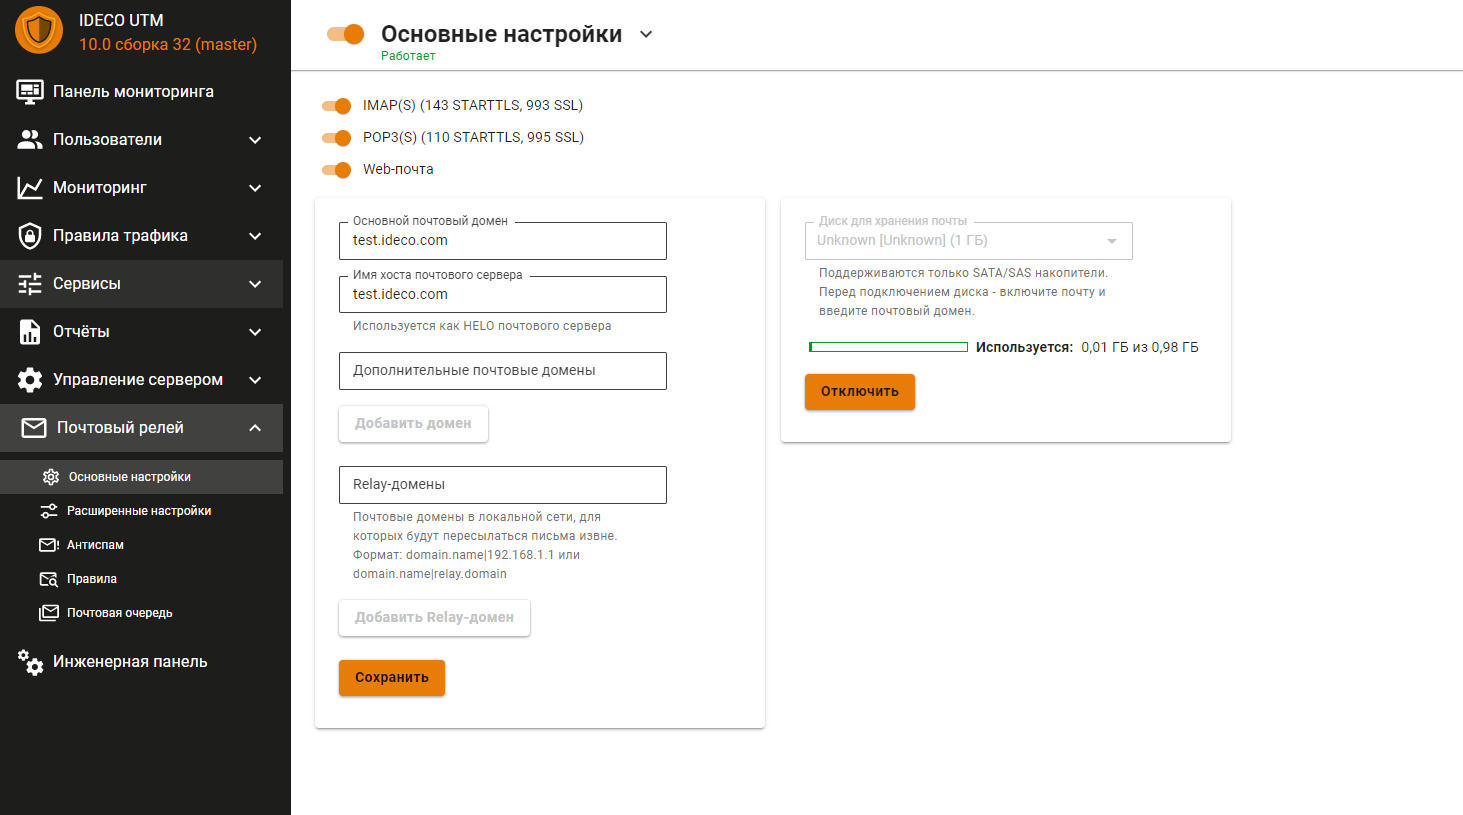 IDECO UTM
10.0 сборка 32 (master)
Панель мониторинга
Пользователи
Мониторинг
Правила трафика
Сервисы
Отчёты
Управление сервером
Почтовый релей
Основные настройки
Расширенные настройки
Антиспам
Правила
Почтовая очередь
Инженерная панель
Основные настройки
Работает
IMAP(S) (143 STARTTLS, 993 SSL)
POP3(S) (110 STARTTLS, 995 SSL)
Web-почта
Основной почтовый домен
test.ideco.com
Имя хоста почтового сервера
test.ideco.com
Используется как HELO почтового сервера
Дополнительные почтовые домены
Добавить домен
Relay-домены
Почтовые домены в локальной сети, для
которых будут пересылаться письма извне.
Формат: domain.name|192.168.1.1 или
domain.name|relay.domain
Добавить Relay-домен
Сохранить
Диск для хранения почты
Unknown [Unknown] (1 ГБ)
Поддерживаются только SATA/SAS накопители.
Перед подключением диска - включите почту и
введите почтовый домен.
Используется: 0,01 ГБ из 0,98 ГБ
Отключить